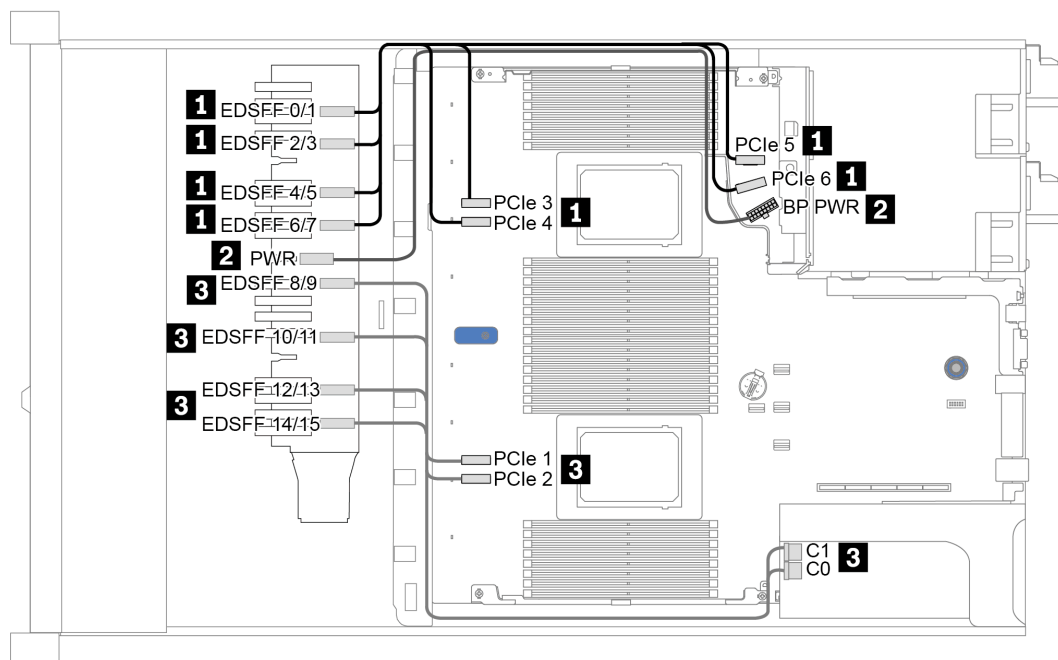 1 EDSFF 0/1
1 EDSFF 2/3
1 EDSFF 4/5
1 EDSFF 6/7
2 PWR
3 EDSFF 8/9
3 EDSFF 10/11
EDSFF 12/13
3
EDSFF 14/15
PCIe 3
PCIe 4
1
PCIe 5 1
PCIe 6 1
BP PWR 2
PCIe 1
PCIe 2
3
C1
C0
3